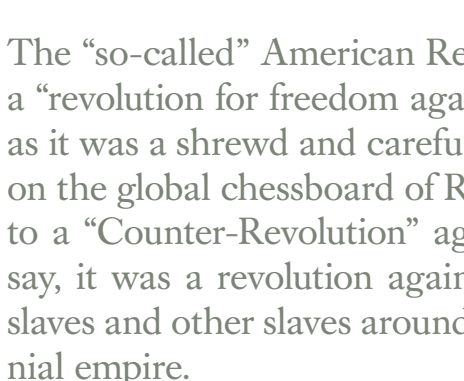 The “so-called” American Re
a “revolution for freedom aga
as it was a shrewd and carefu
on the global chessboard of R
to a “Counter-Revolution” ag
say, it was a revolution again
slaves and other slaves around
nial empire.